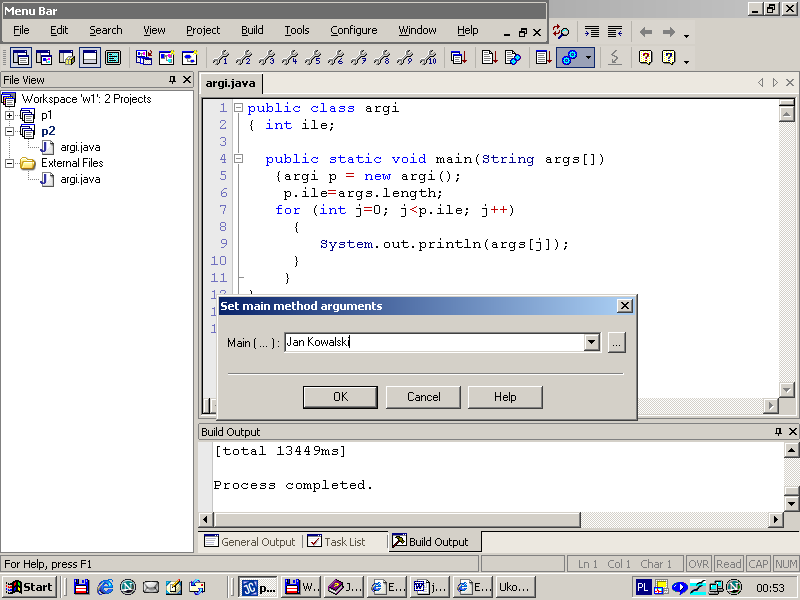 Menu Bar
File Edit Search View Project Build Tools Configure Window Help
File View
Workspace 'w1': 2 Projects
p1
p2
argi.java
External Files
argi.java
argi.java
1 public class argi
2 { int ile;
3
4 public static void main(String args[])
5 {argi p = new argi();
6 p.ile=args.length;
7 for (int j=0; j<p.ile; j++)
8 {
9 System.out.println(args[j]);
10 }
11 }
Set main method arguments
Main ( ... ) : Jan Kowalski ...
OK Cancel Help
Build Output
[total 13449ms]
Process completed.
General Output Task List Build Output
For Help, press F1 Ln 1 Col 1 Char 1 OVR Read CAP NUM
Start p... W... J... E... j... E... Uko... PL 00:53